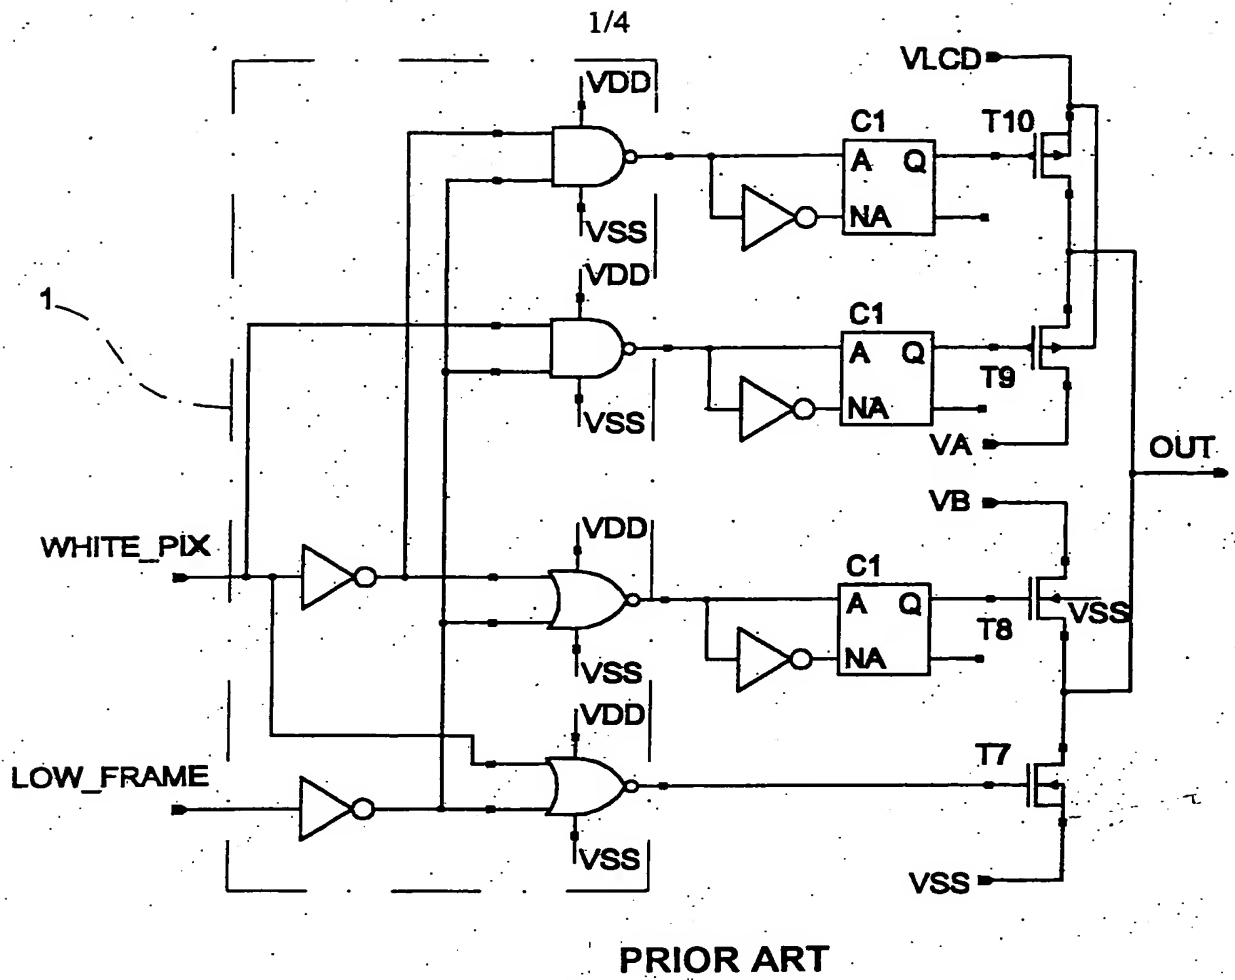 1/4
VLCD
VDD
C1
T10
A Q
NA
VSS
VDD
1
C1
A Q
T9
NA
VSS
VA
OUT
VB
VDD
WHITE_PIX
C1
A Q
VSS
T8
NA
VSS
VDD
T7
LOW_FRAME
VSS
VSS
PRIOR ART